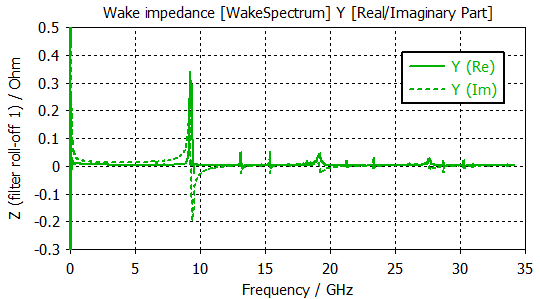 Wake impedance [WakeSpectrum] Y [Real/Imaginary Part]
0.5
0.4
0.3
0.2
0.1
0
-0.1
-0.2
-0.3
Z (filter roll-off 1) / Ohm
Y (Re)
Y (Im)
0 5 10 15 20 25 30 35
Frequency / GHz